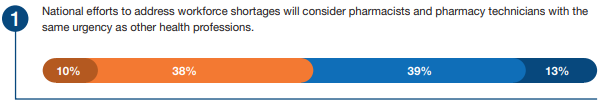 1
National efforts to address workforce shortages will consider pharmacists and pharmacy technicians with the
same urgency as other health professions.
10% 38% 39% 13%